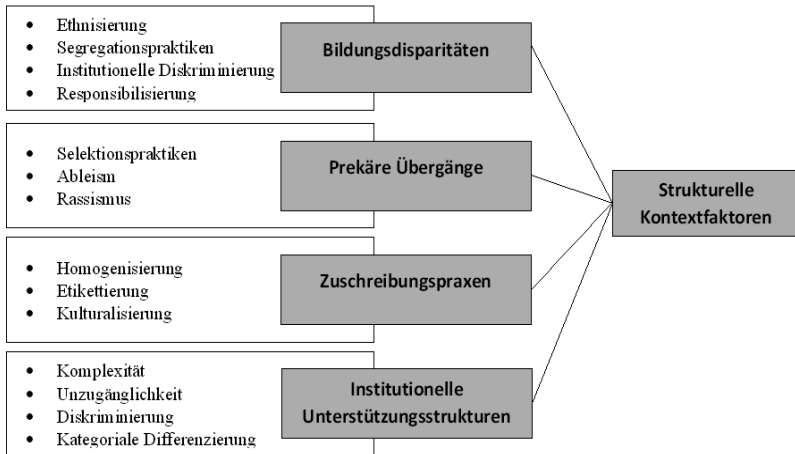 Ethnisierung
Segregationspraktiken
Institutionelle Diskriminierung
Responsibilisierung
Bildungsdisparitäten
Selektionspraktiken
Ableism
Rassismus
Prekäre Übergänge
Homogenisierung
Etikettierung
Kulturalisierung
Zuschreibungspraxen
Komplexität
Unzugänglichkeit
Diskriminierung
Kategoriale Differenzierung
Institutionelle
Unterstützungsstrukturen
Strukturelle
Kontextfaktoren